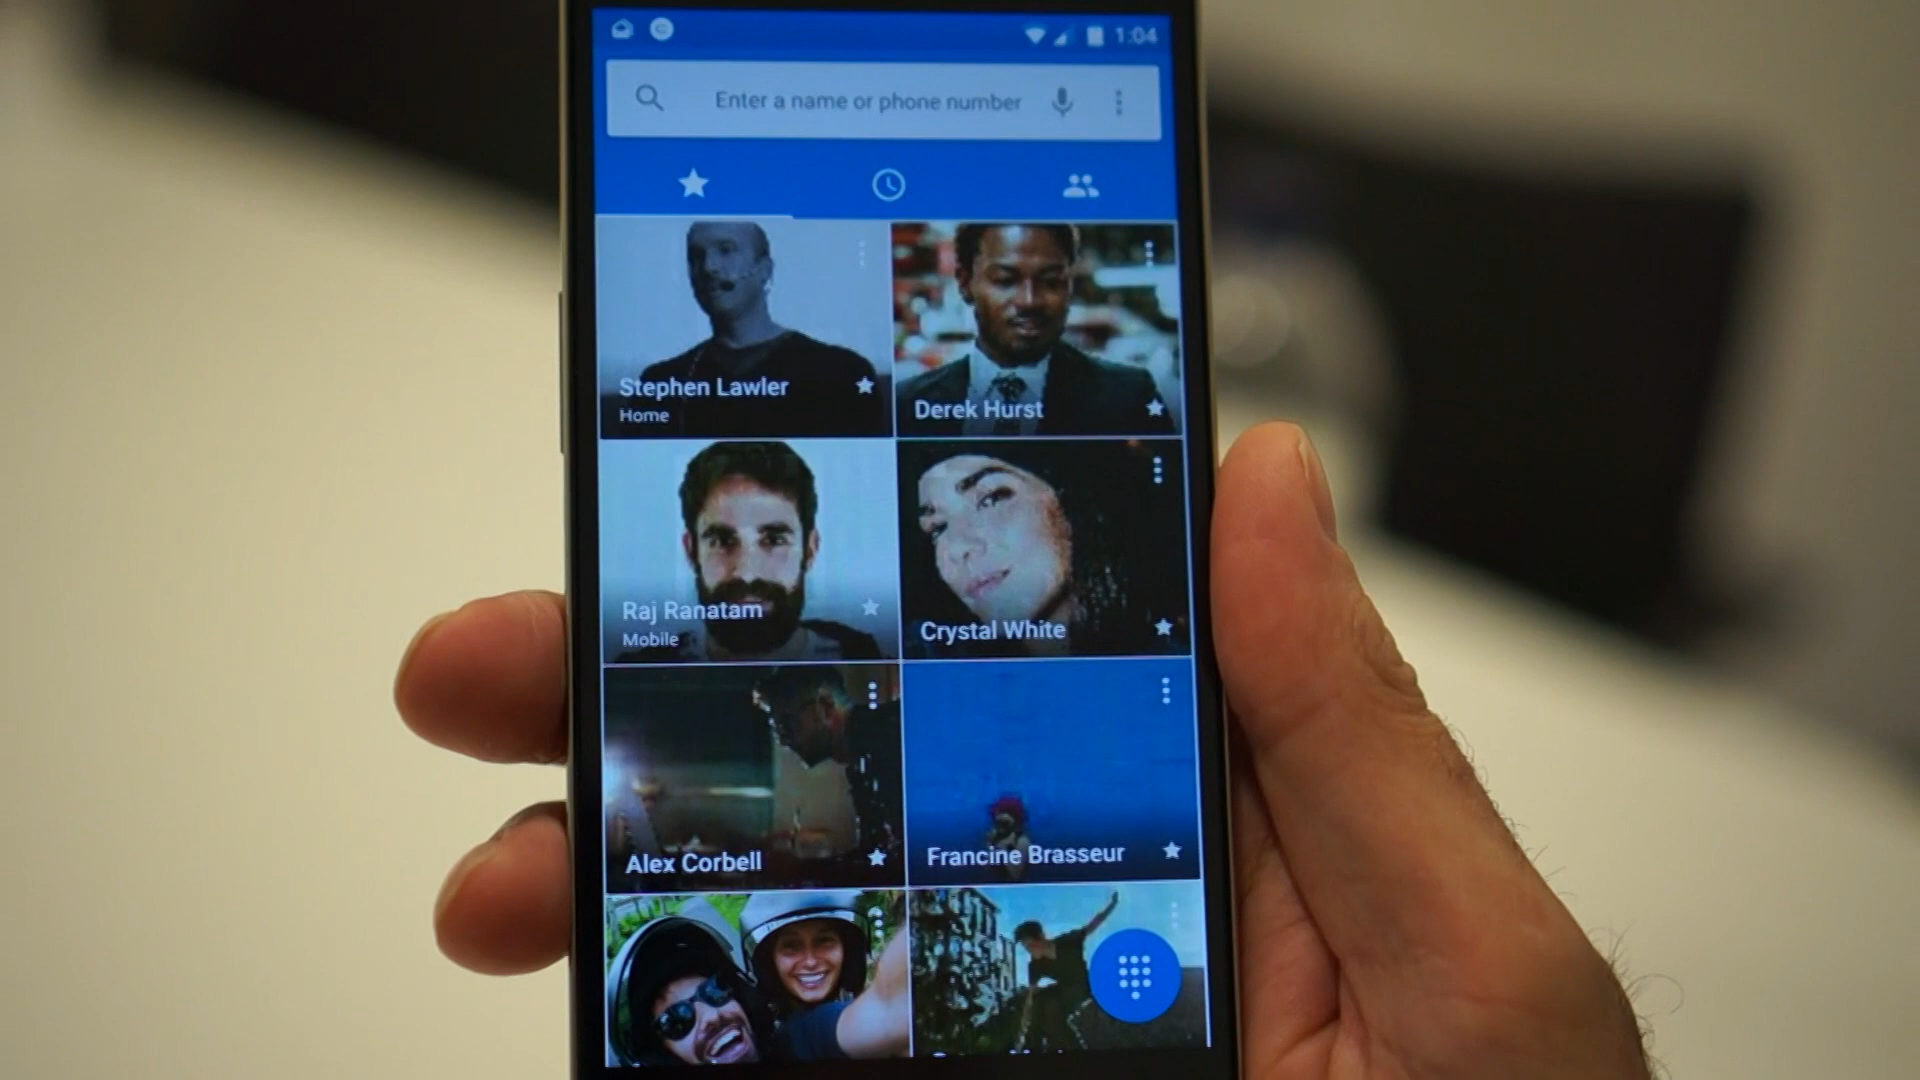 1:04
Enter a name or phone number
Stephen Lawler
Home
Derek Hurst
Raj Ranatam
Mobile
Crystal White
Alex Corbell
Francine Brasseur